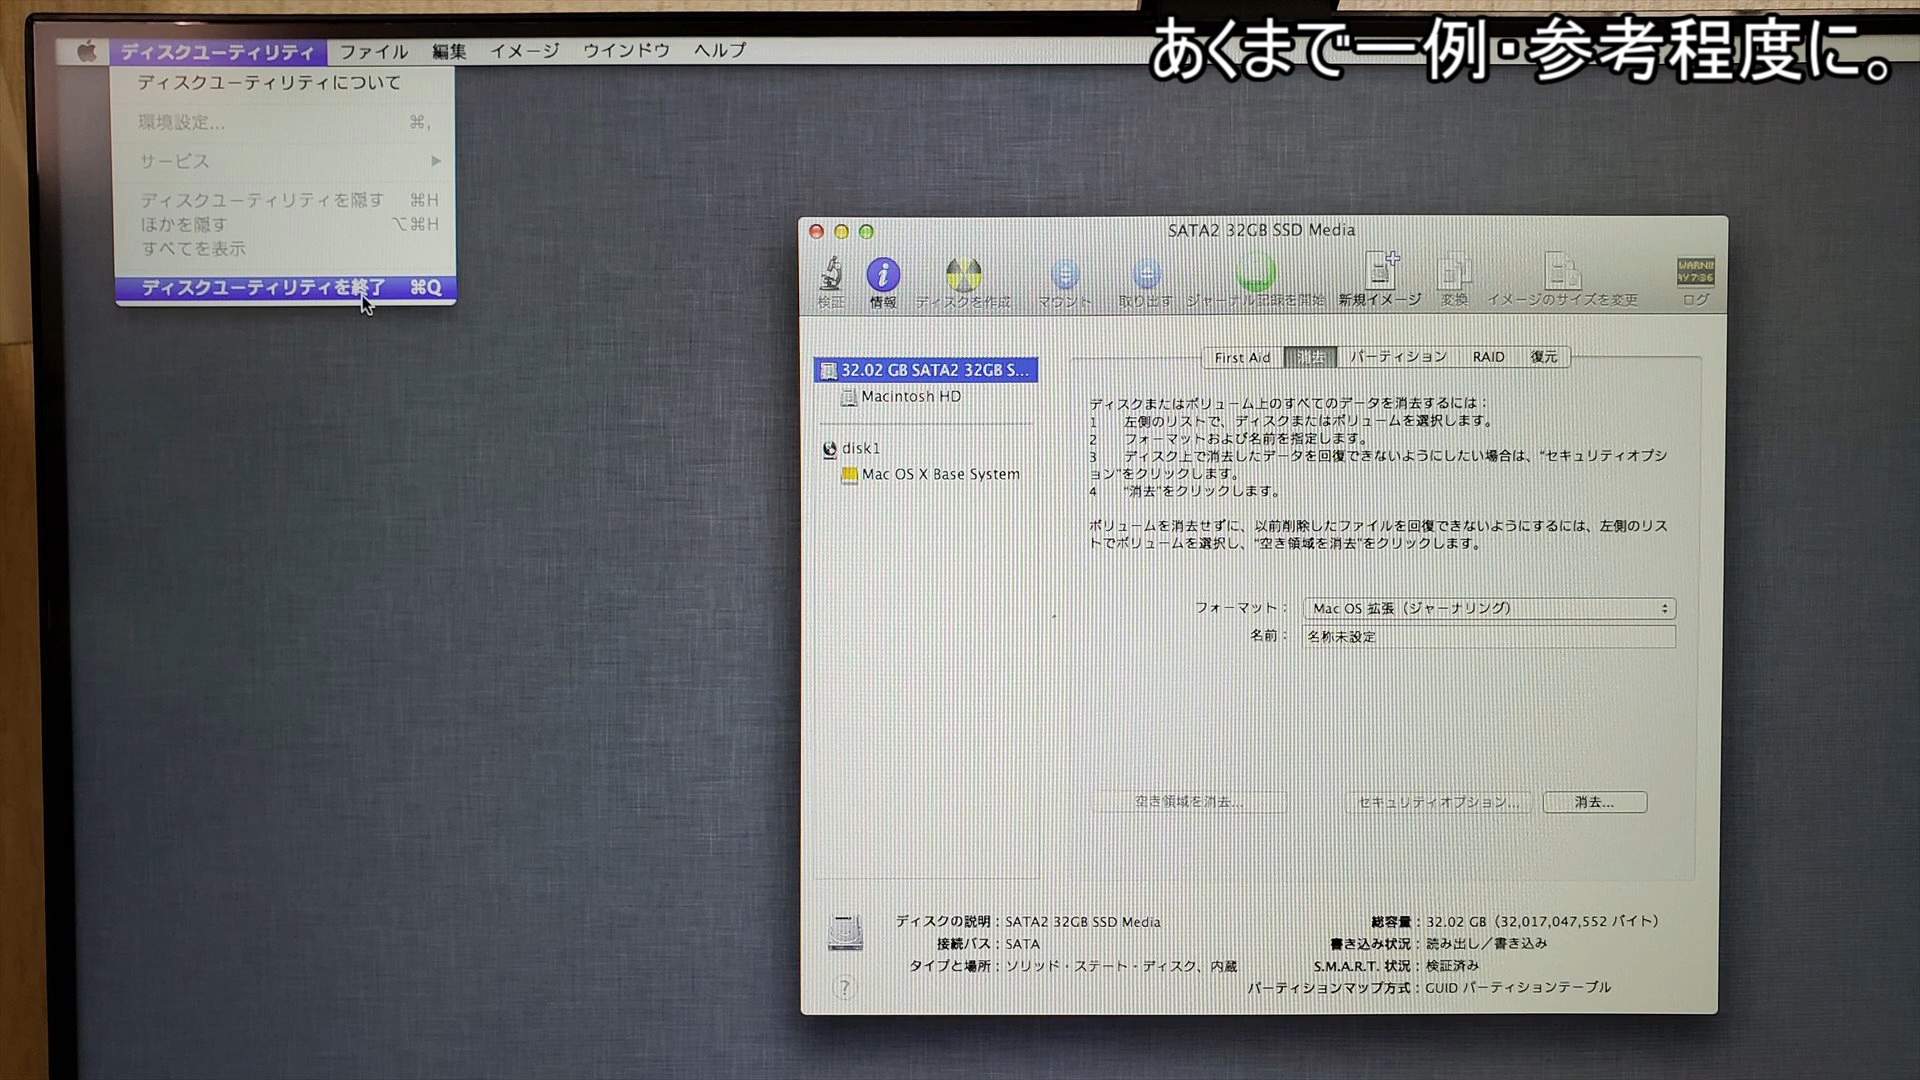 あくまで一例・参考程度に。
ディスクユーティリティ ファイル 編集 イメージ ウインドウ ヘルプ
ディスクユーティリティについて
環境設定... ⌘,
サービス ▶
ディスクユーティリティを隠す ⌘H
ほかを隠す ⌥⌘H
すべてを表示
ディスクユーティリティを終了 ⌘Q
SATA2 32GB SSD Media
検証 情報 ディスクを作成 マウント 取り出す ジャーナル記録を開始 新規イメージ 変換 イメージのサイズを変更 ログ
32.02 GB SATA2 32GB S...
Macintosh HD
disk1
Mac OS X Base System
First Aid 消去 パーティション RAID 復元
ディスクまたはボリューム上のすべてのデータを消去するには：
1 左側のリストで、ディスクまたはボリュームを選択します。
2 フォーマットおよび名前を指定します。
3 ディスク上で消去したデータを回復できないようにしたい場合は、“セキュリティオプシ
ョン”をクリックします。
4 “消去”をクリックします。
ボリュームを消去せずに、以前削除したファイルを回復できないようにするには、左側のリス
トでボリュームを選択し、“空き領域を消去”をクリックします。
フォーマット： Mac OS 拡張（ジャーナリング）
名前： 名称未設定
空き領域を消去... セキュリティオプション... 消去...
ディスクの説明：SATA2 32GB SSD Media
接続バス：SATA
タイプと場所：ソリッド・ステート・ディスク、内蔵
総容量：32.02 GB（32,017,047,552 バイト）
書き込み状況：読み出し／書き込み
S.M.A.R.T. 状況：検証済み
パーティションマップ方式：GUID パーティションテーブル
?